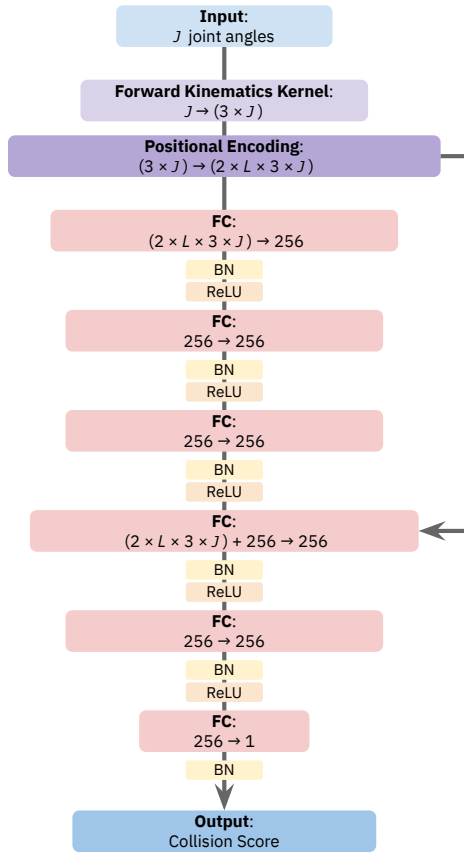 Input:
J joint angles
Forward Kinematics Kernel:
J → (3 × J)
Positional Encoding:
(3 × J) → (2 × L × 3 × J)
FC:
(2 × L × 3 × J) → 256
BN
ReLU
FC:
256 → 256
BN
ReLU
FC:
256 → 256
BN
ReLU
FC:
(2 × L × 3 × J) + 256 → 256
BN
ReLU
FC:
256 → 256
BN
ReLU
FC:
256 → 1
BN
Output:
Collision Score